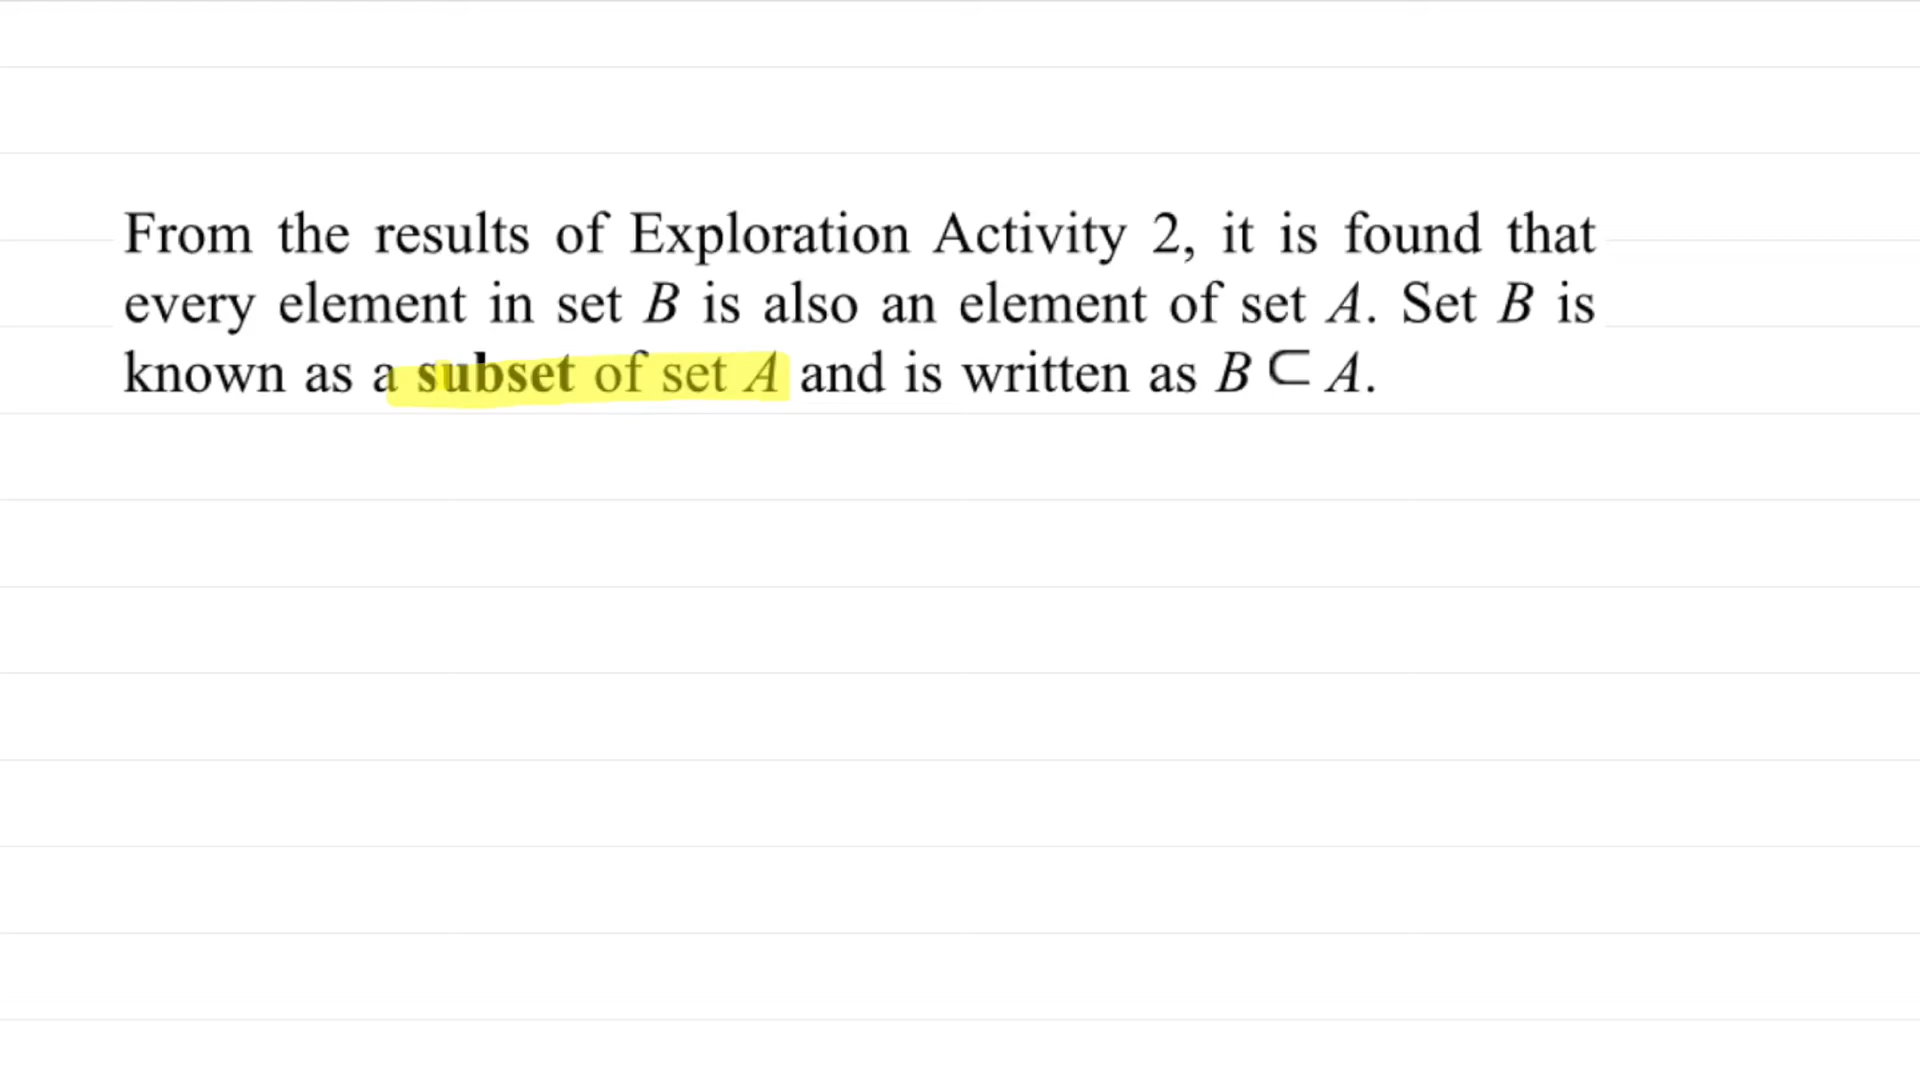 From the results of Exploration Activity 2, it is found that
every element in set B is also an element of set A. Set B is
known as a subset of set A and is written as B ⊂ A.